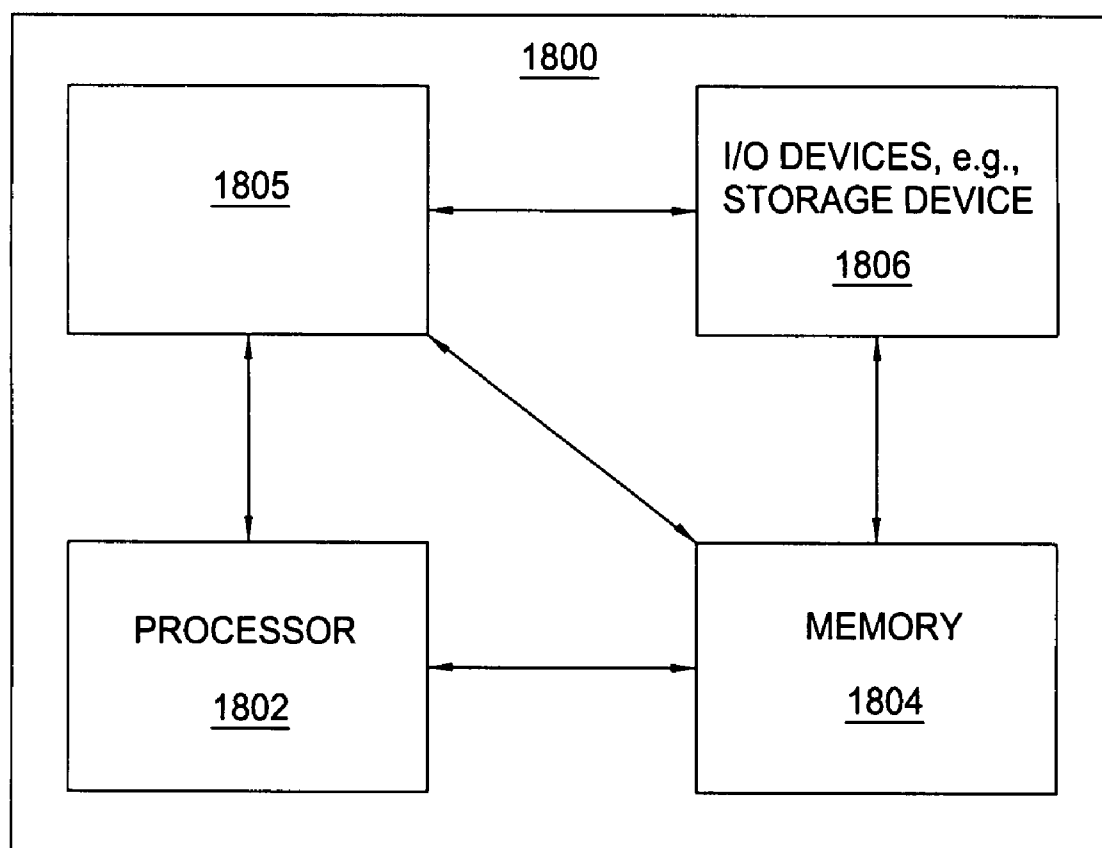 1800
1805
I/O DEVICES, e.g.,
STORAGE DEVICE
1806
PROCESSOR
1802
MEMORY
1804